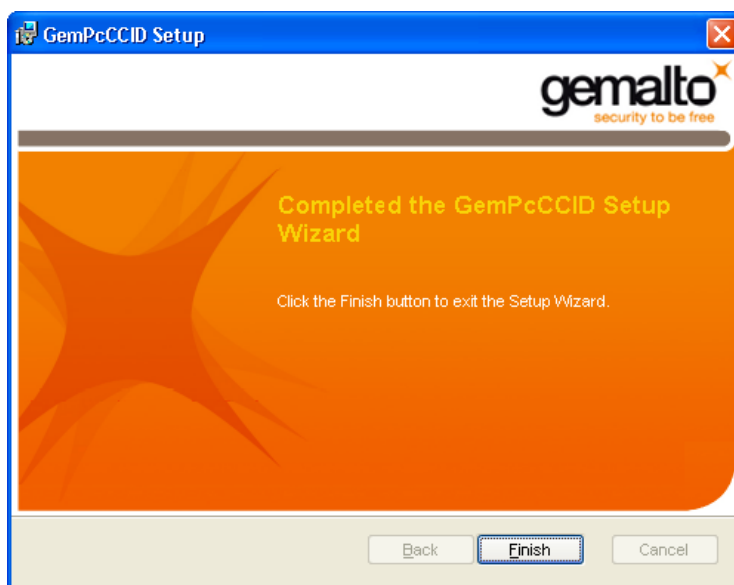 GemPcCCID Setup
gemalto
security to be free
Completed the GemPcCCID Setup
Wizard
Click the Finish button to exit the Setup Wizard.
Back
Finish
Cancel